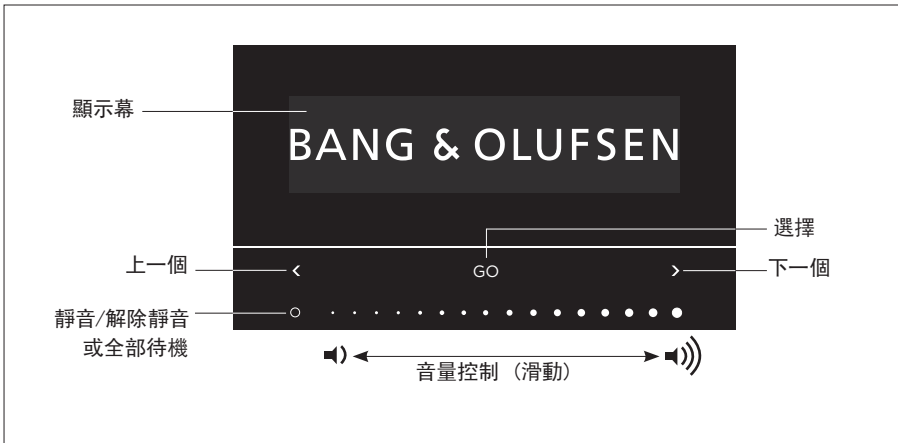 顯示幕
BANG & OLUFSEN
選擇
上一個
<
GO
>
下一個
靜音/解除靜音
或全部待機
音量控制（滑動）